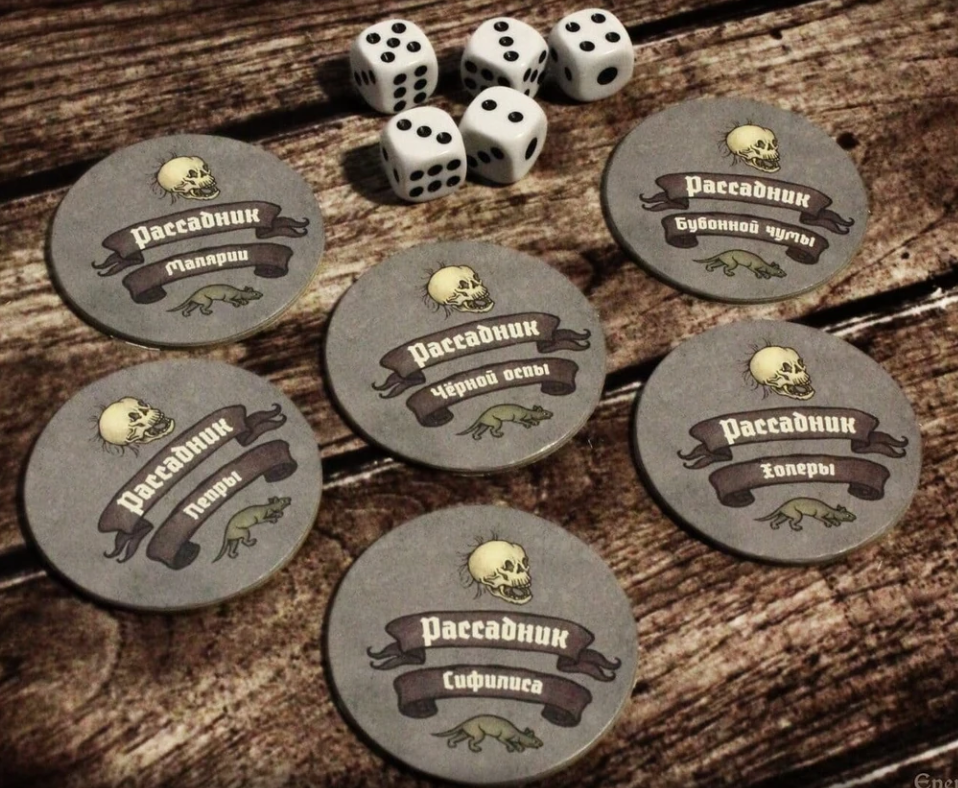 Рассадник
Малярии
Рассадник
Бубонной чумы
Рассадник
Чёрной оспы
Рассадник
Лепры
Рассадник
Холеры
Рассадник
Сифилиса